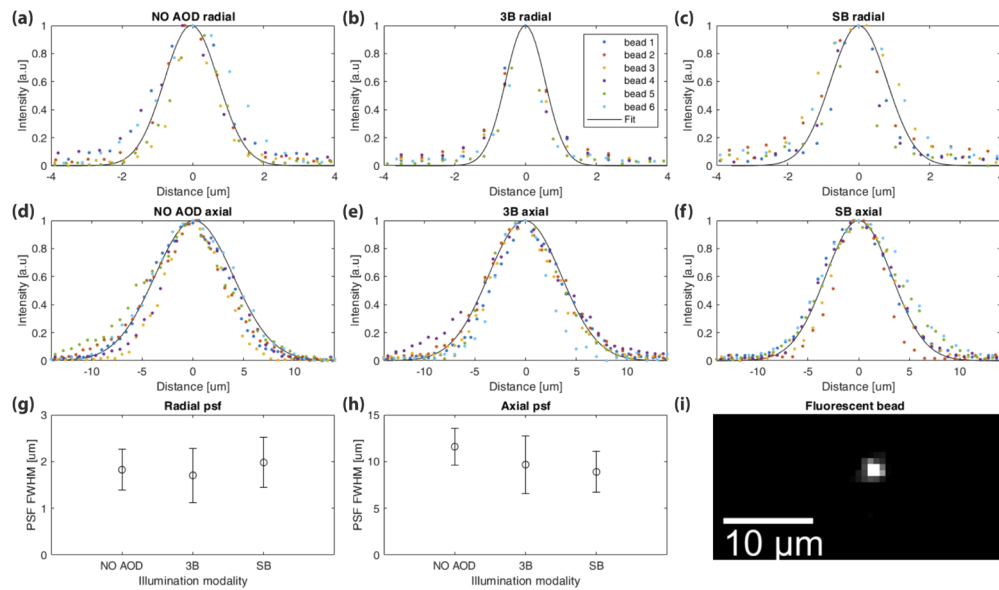 (a) NO AOD radial
Intensity [a.u]
1
0.8
0.6
0.4
0.2
0
-4 -2 0 2 4
Distance [um]
(b) 3B radial
Intensity [a.u]
1
0.8
0.6
0.4
0.2
0
-4 -2 0 2 4
Distance [um]
bead 1
bead 2
bead 3
bead 4
bead 5
bead 6
Fit
(c) SB radial
Intensity [a.u]
1
0.8
0.6
0.4
0.2
0
-4 -2 0 2 4
Distance [um]
(d) NO AOD axial
Intensity [a.u]
1
0.8
0.6
0.4
0.2
0
-10 -5 0 5 10
Distance [um]
(e) 3B axial
Intensity [a.u]
1
0.8
0.6
0.4
0.2
0
-10 -5 0 5 10
Distance [um]
(f) SB axial
Intensity [a.u]
1
0.8
0.6
0.4
0.2
0
-10 -5 0 5 10
Distance [um]
(g) Radial psf
PSF FWHM [um]
3
2
1
0
NO AOD 3B SB
Illumination modality
(h) Axial psf
PSF FWHM [um]
15
10
5
0
NO AOD 3B SB
Illumination modality
(i) Fluorescent bead
10 μm